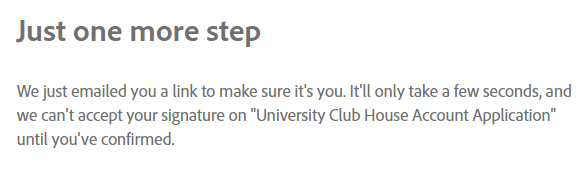 Just one more step
We just emailed you a link to make sure it's you. It'll only take a few seconds, and
we can't accept your signature on "University Club House Account Application"
until you've confirmed.